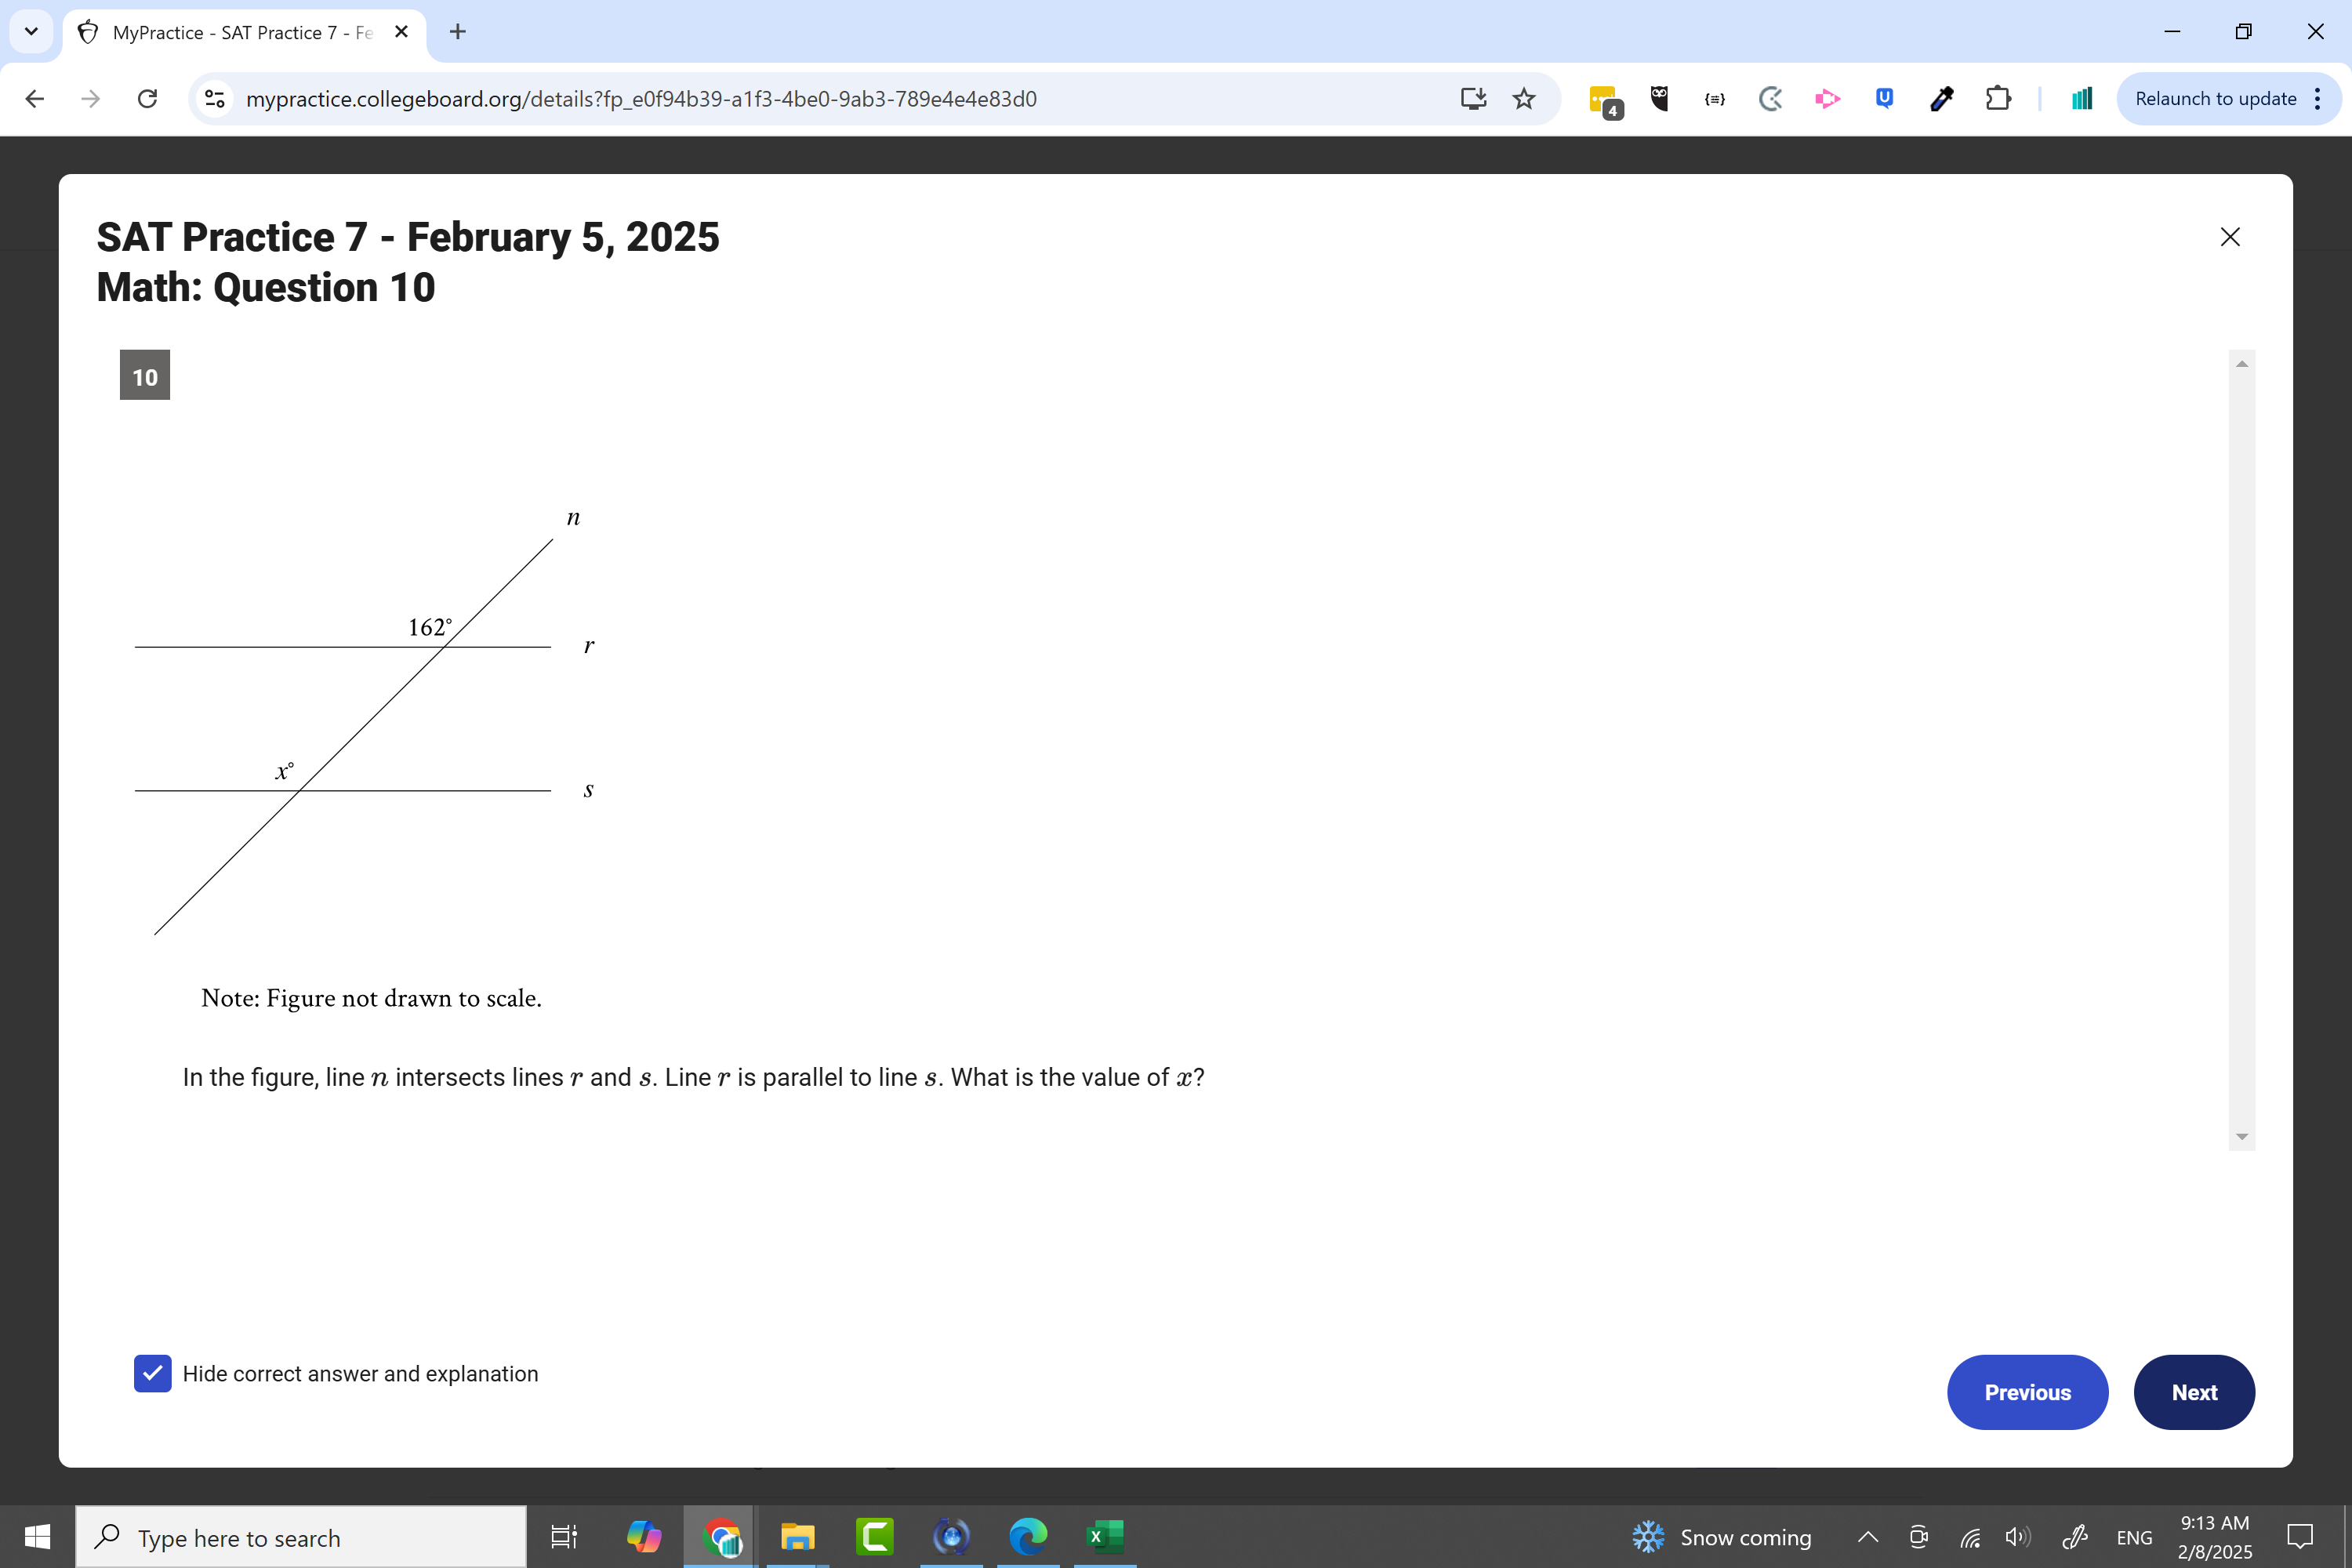 MyPractice - SAT Practice 7 - Fe
mypractice.collegeboard.org/details?fp_e0f94b39-a1f3-4be0-9ab3-789e4e4e83d0
4
Relaunch to update
SAT Practice 7 - February 5, 2025
Math: Question 10
10
n
162°
r
x°
s
Note: Figure not drawn to scale.
In the figure, line n intersects lines r and s. Line r is parallel to line s. What is the value of x?
Hide correct answer and explanation
Previous
Next
Type here to search
Snow coming
ENG
9:13 AM
2/8/2025